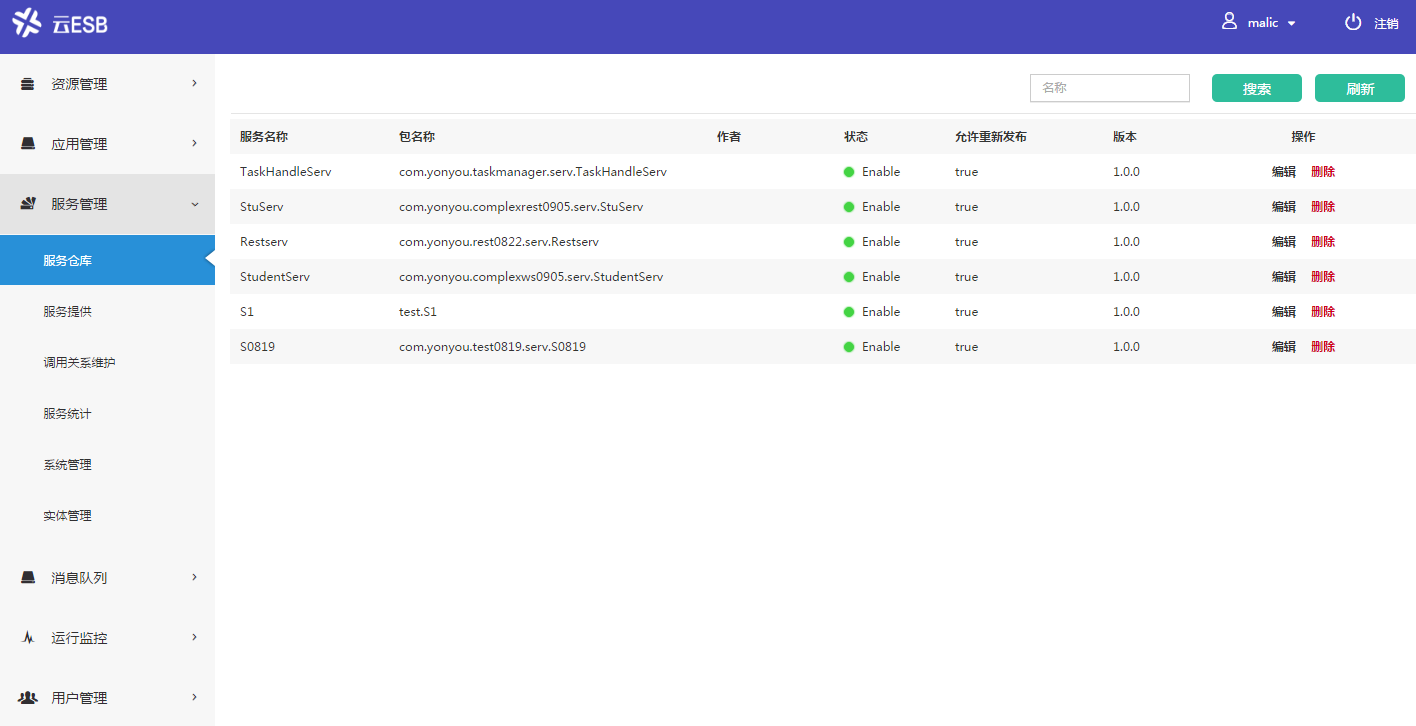 云ESB
malic
注销
资源管理
应用管理
服务管理
服务仓库
服务提供
调用关系维护
服务统计
系统管理
实体管理
消息队列
运行监控
用户管理
名称 搜索 刷新
服务名称 包名称 作者 状态 允许重新发布 版本 操作
TaskHandleServ com.yonyou.taskmanager.serv.TaskHandleServ Enable true 1.0.0 编辑 删除
StuServ com.yonyou.complexrest0905.serv.StuServ Enable true 1.0.0 编辑 删除
Restserv com.yonyou.rest0822.serv.Restserv Enable true 1.0.0 编辑 删除
StudentServ com.yonyou.complexws0905.serv.StudentServ Enable true 1.0.0 编辑 删除
S1 test.S1 Enable true 1.0.0 编辑 删除
S0819 com.yonyou.test0819.serv.S0819 Enable true 1.0.0 编辑 删除